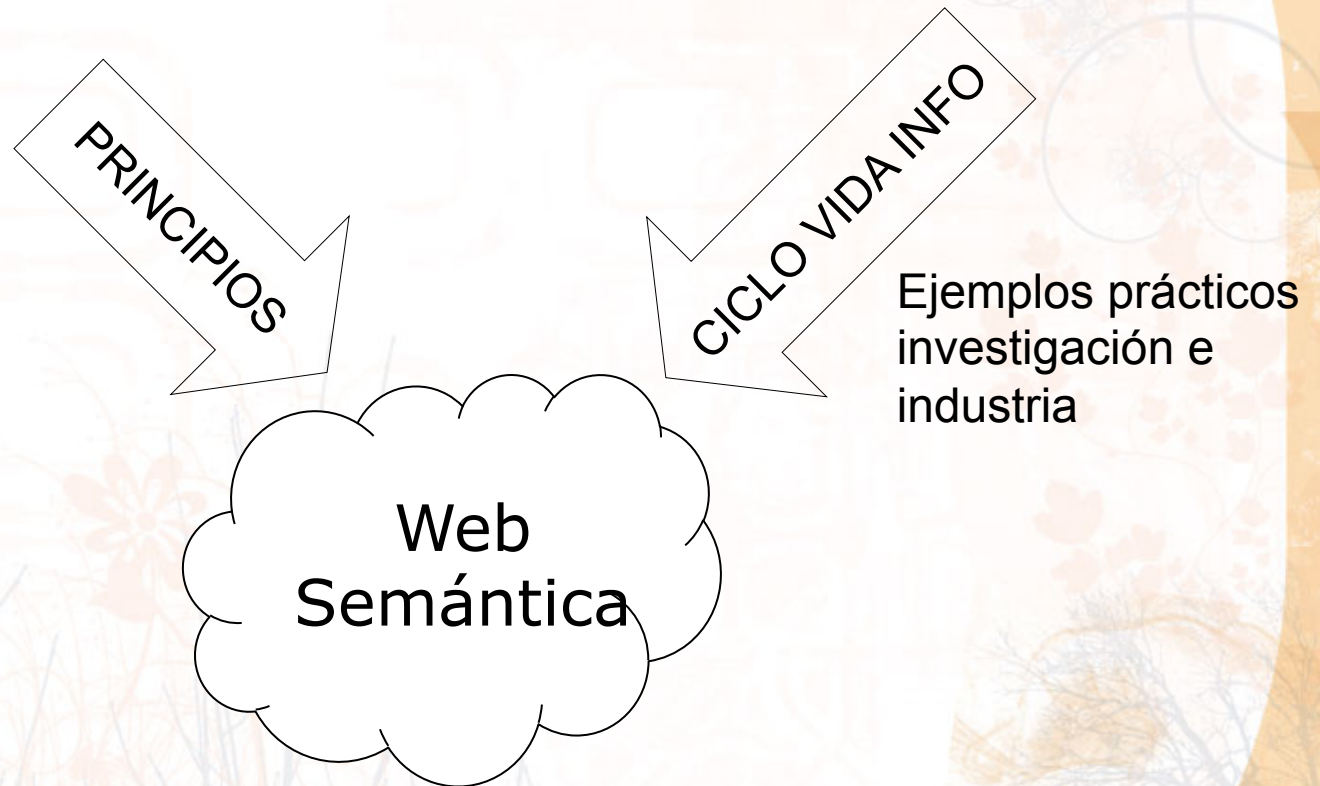 PRINCIPIOS
CICLO VIDA INFO
Ejemplos prácticos
investigación e
industria
Web
Semántica